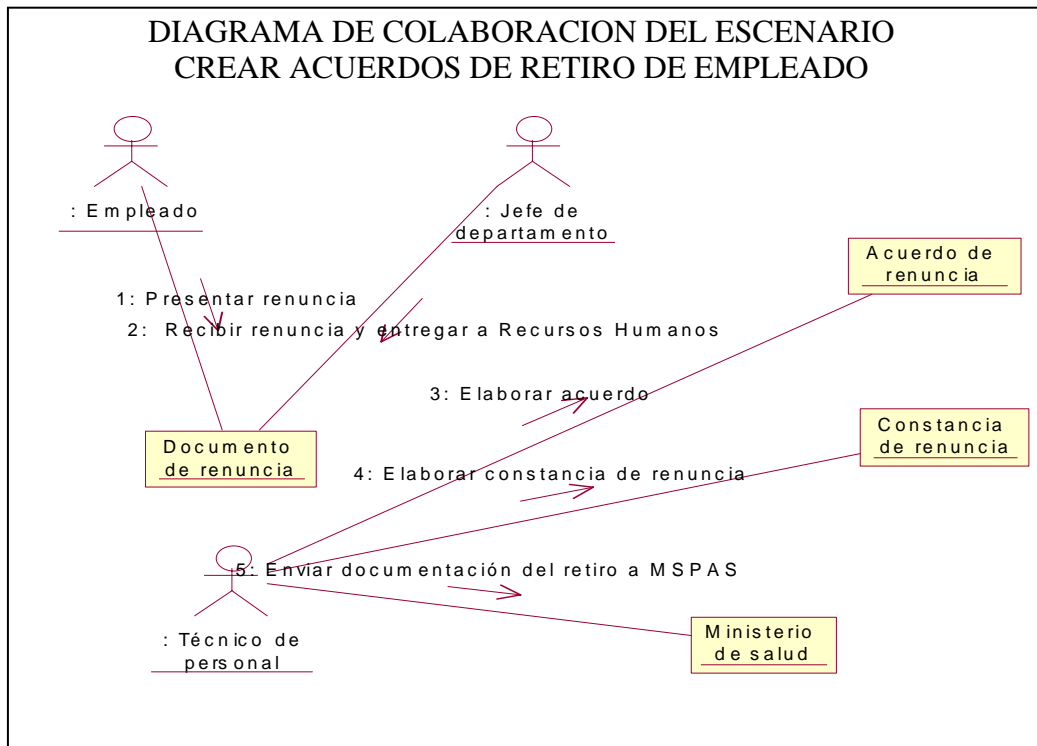 DIAGRAMA DE COLABORACION DEL ESCENARIO
CREAR ACUERDOS DE RETIRO DE EMPLEADO
: Empleado
: Jefe de
departamento
Acuerdo de
renuncia
1: Presentar renuncia
2: Recibir renuncia y entregar a Recursos Humanos
3: Elaborar acuerdo
Constancia
de renuncia
Documento
de renuncia
4: Elaborar constancia de renuncia
5: Enviar documentación del retiro a MSPAS
: Técnico de
personal
Ministerio
de salud